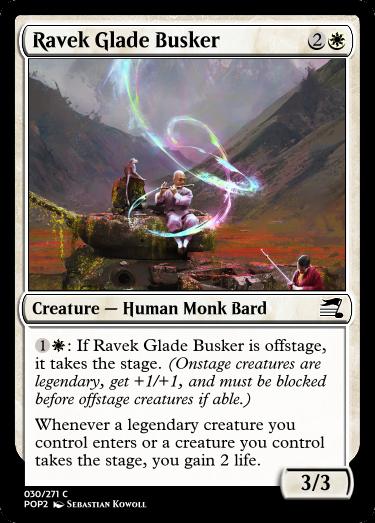 Ravek Glade Busker 2
Creature — Human Monk Bard
1: If Ravek Glade Busker is offstage,
it takes the stage. (Onstage creatures are
legendary, get +1/+1, and must be blocked
before offstage creatures if able.)
Whenever a legendary creature you
control enters or a creature you control
takes the stage, you gain 2 life.
3/3
030/271 C
POP2 Sebastian Kowoll